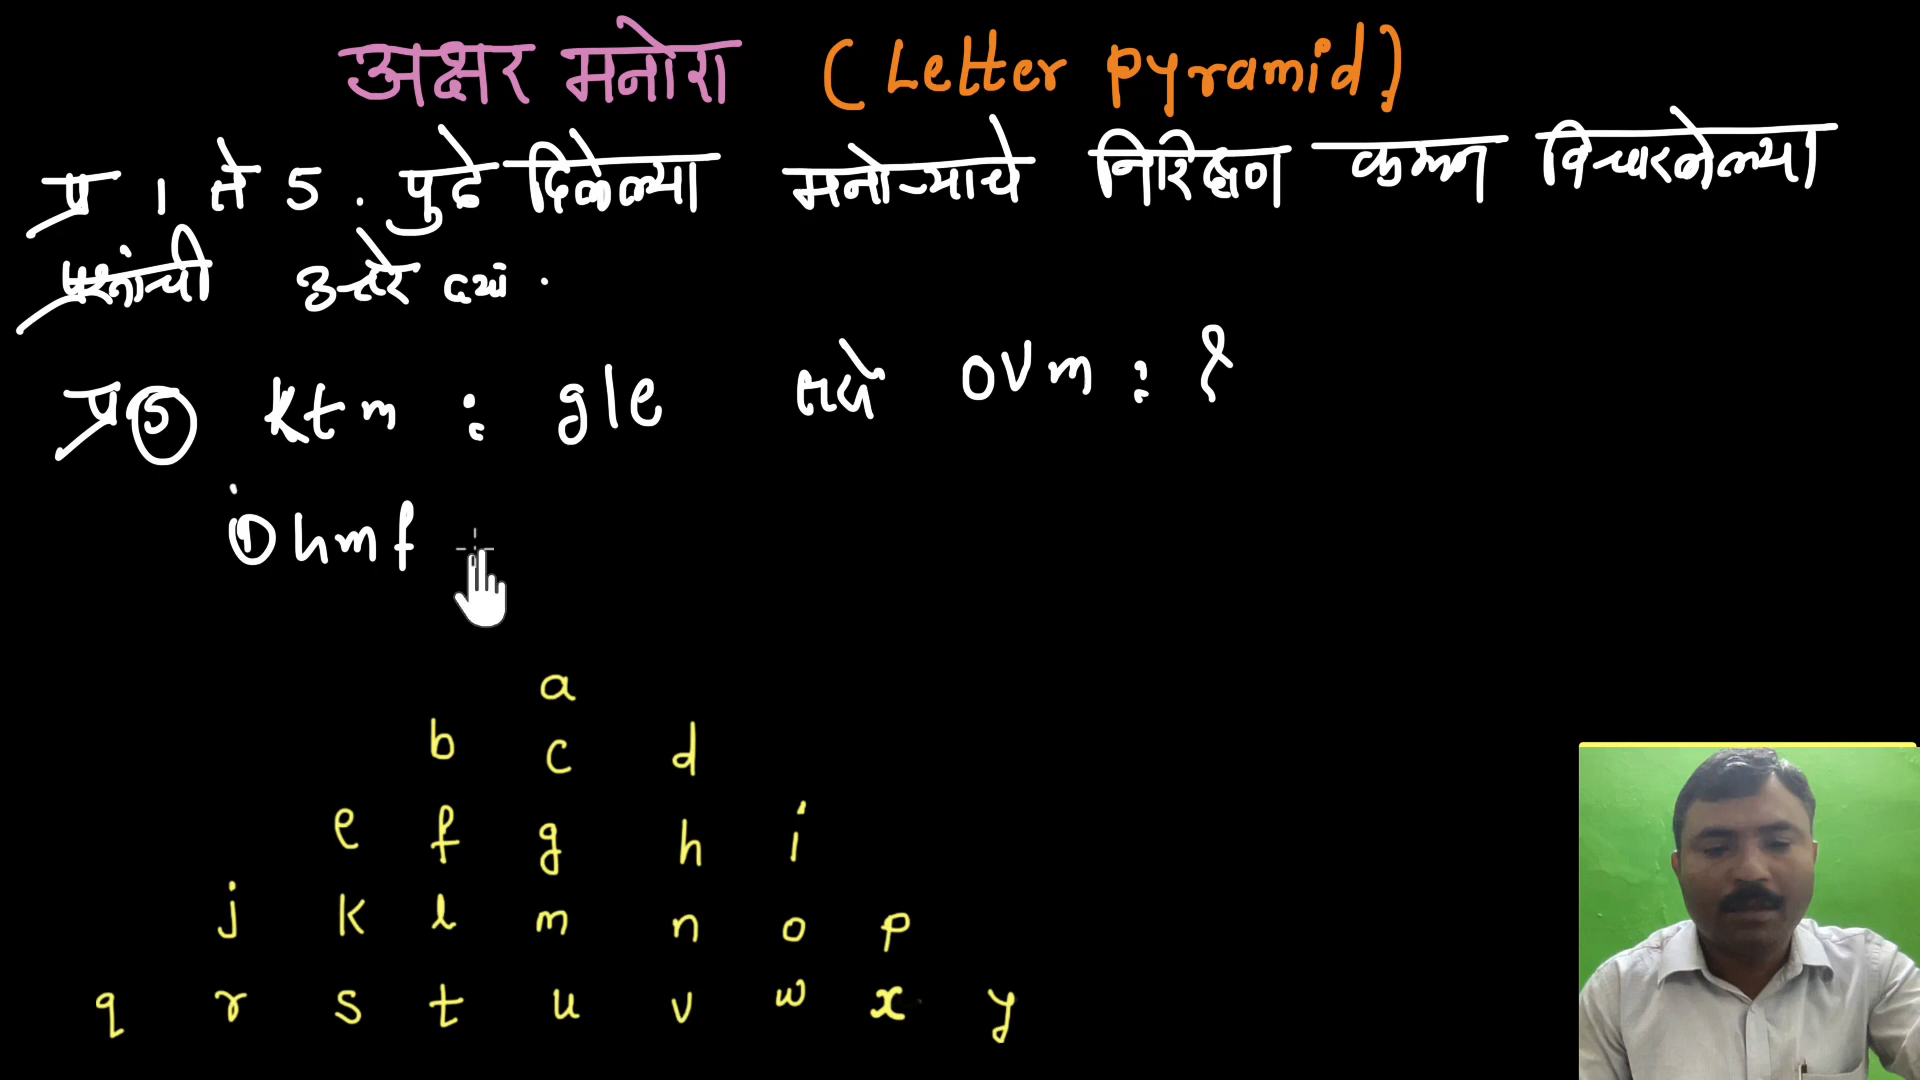 अक्षर मनोरा (Letter pyramid)
प्र 1 ते 5. पुढे दिलेल्या मनोऱ्याचे निरिक्षण करून विचारलेल्या
प्रश्नांची उत्तरे दया.
प्र 5 ktm : gle तसे ovm : ?
1 hmf
a
b c d
e f g h i
j k l m n o p
q r s t u v w x y